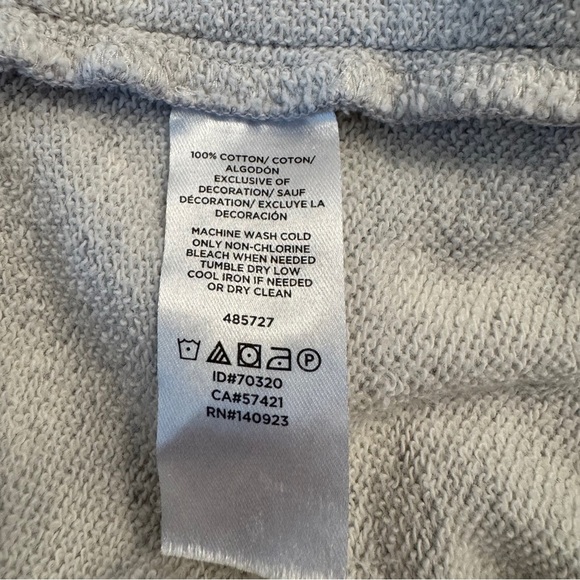 100% COTTON/ COTON/
ALGODÓN
EXCLUSIVE OF
DECORATION/ SAUF
DÉCORATION/ EXCLUYE LA
DECORACIÓN
MACHINE WASH COLD
ONLY NON-CHLORINE
BLEACH WHEN NEEDED
TUMBLE DRY LOW
COOL IRON IF NEEDED
OR DRY CLEAN
485727
P
ID#70320
CA#57421
RN#140923